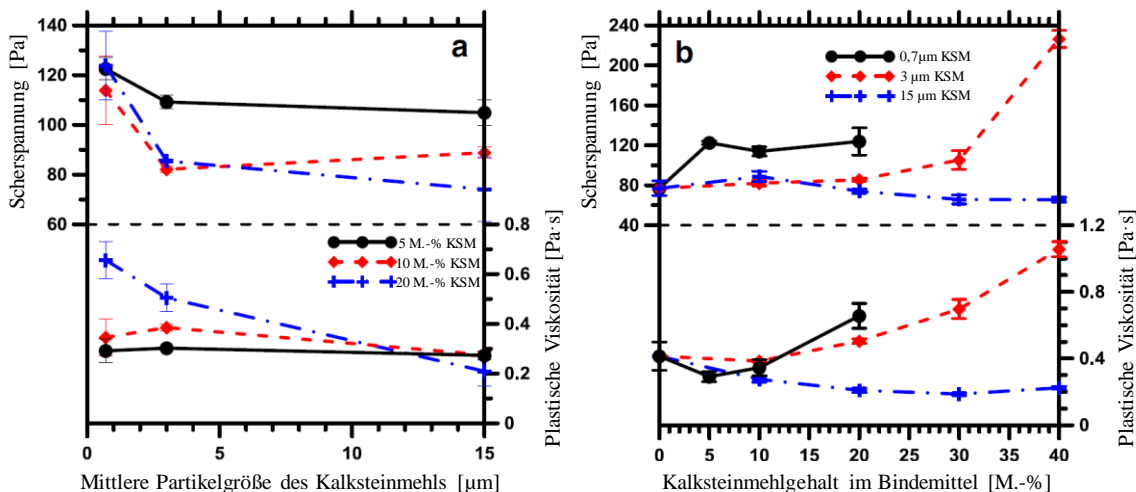 a
Scherspannung [Pa]
140
120
100
80
60
0.8
0.6
0.4
0.2
0
Plastische Viskosität [Pa·s]
5 M.-% KSM
10 M.-% KSM
20 M.-% KSM
0
5
10
15
Mittlere Partikelgröße des Kalksteinmehls [µm]
b
Scherspannung [Pa]
240
200
160
120
80
40
0,7µm KSM
3 µm KSM
15 µm KSM
1.2
0.8
0.4
0
Plastische Viskosität [Pa·s]
0
5
10
15
20
25
30
35
40
Kalksteinmehlgehalt im Bindemittel [M.-%]